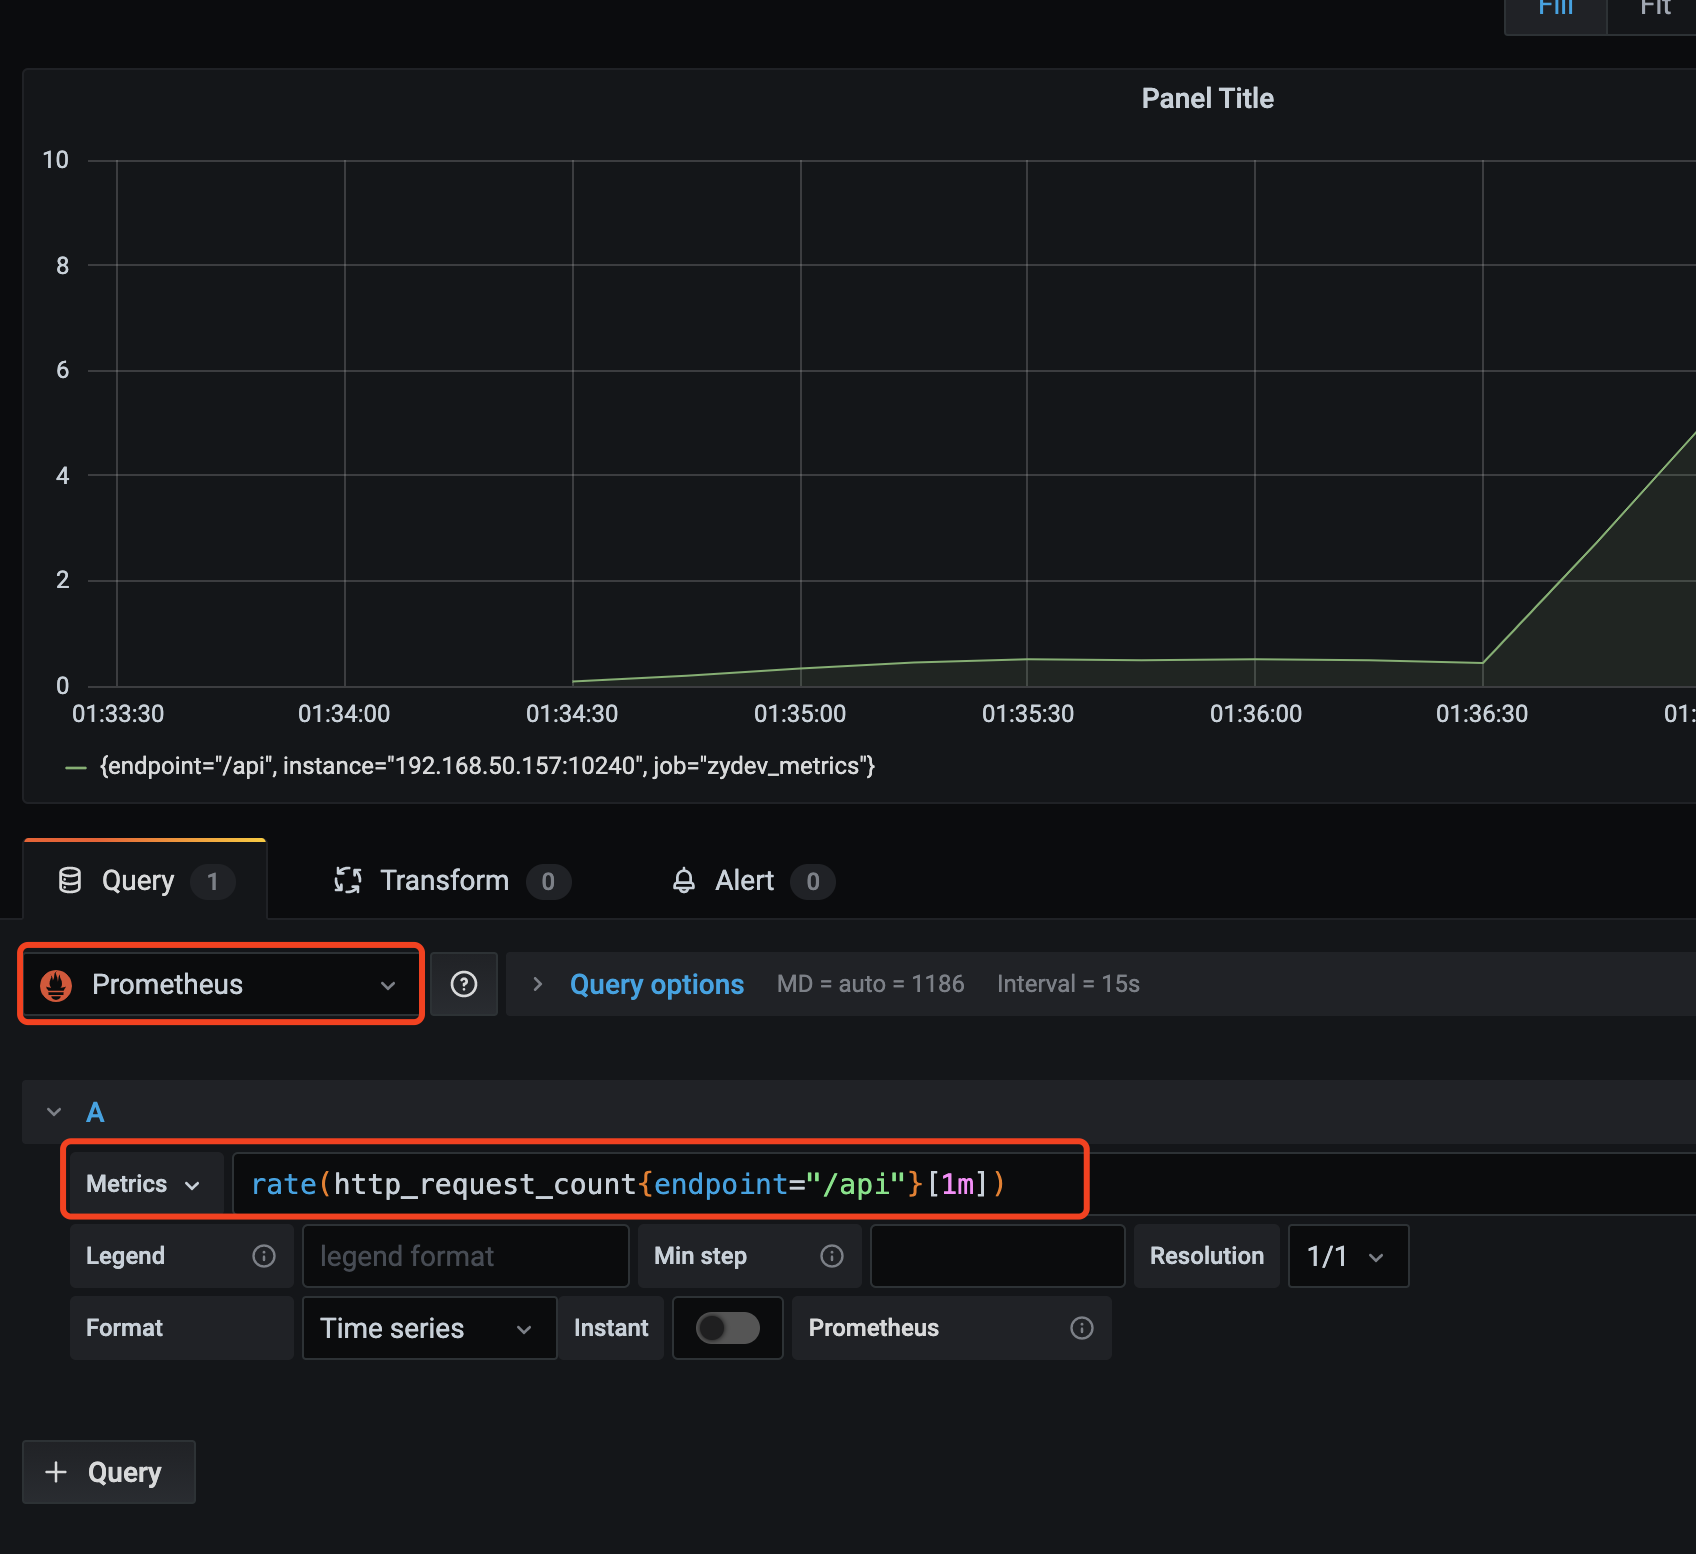 Fill Fit
Panel Title
10
8
6
4
2
0
01:33:30 01:34:00 01:34:30 01:35:00 01:35:30 01:36:00 01:36:30 01:
{endpoint="/api", instance="192.168.50.157:10240", job="zydev_metrics"}
Query 1 Transform 0 Alert 0
Prometheus Query options MD = auto = 1186 Interval = 15s
A
Metrics rate(http_request_count{endpoint="/api"}[1m])
Legend legend format Min step Resolution 1/1
Format Time series Instant Prometheus
+ Query